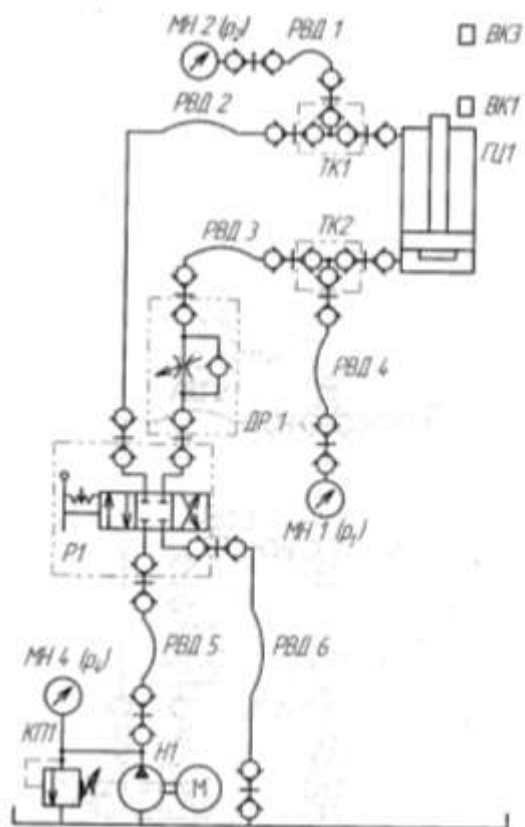 МН 2 (р₂)
РВД 1
ВК3
ВК1
РВД 2
ТК1
ГЦ1
ТК2
РВД 3
РВД 4
ДР 1
МН 1 (р₁)
Р1
МН 4 (р₄)
РВД 5
РВД 6
КП1
Н1
М